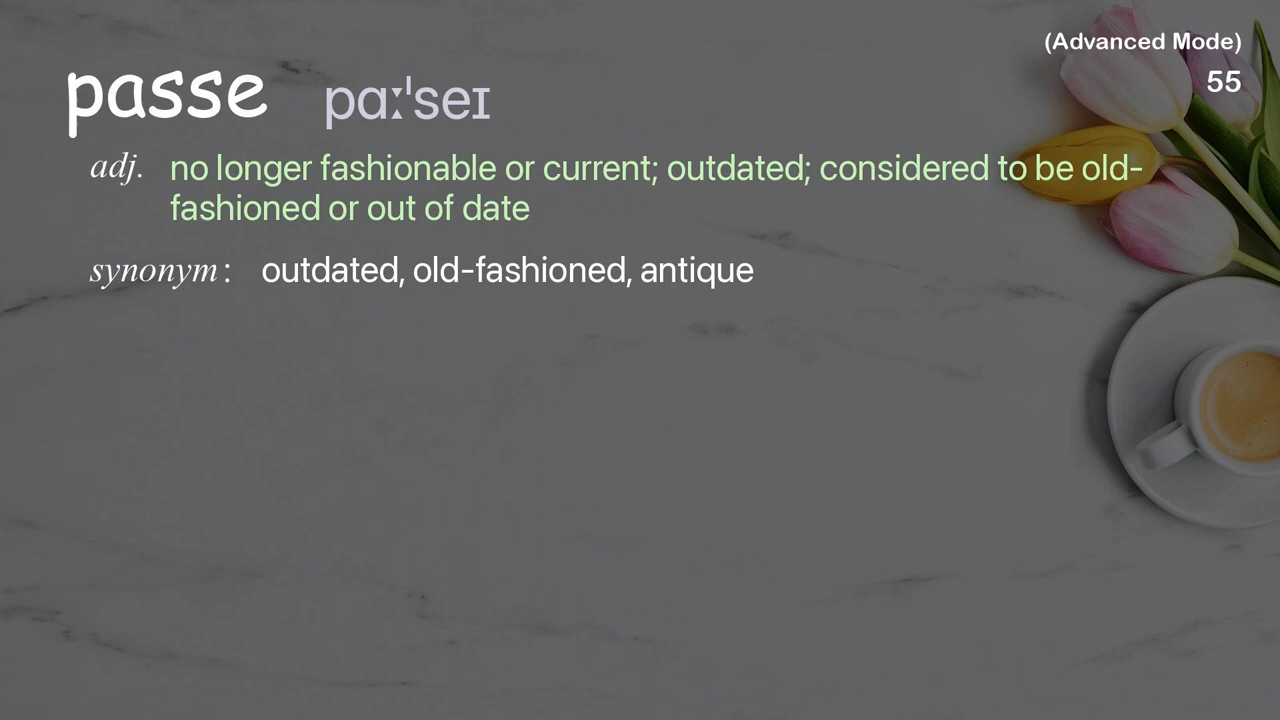 (Advanced Mode)
55
passe pɑːˈseɪ
adj. no longer fashionable or current; outdated; considered to be old-
fashioned or out of date
synonym: outdated, old-fashioned, antique